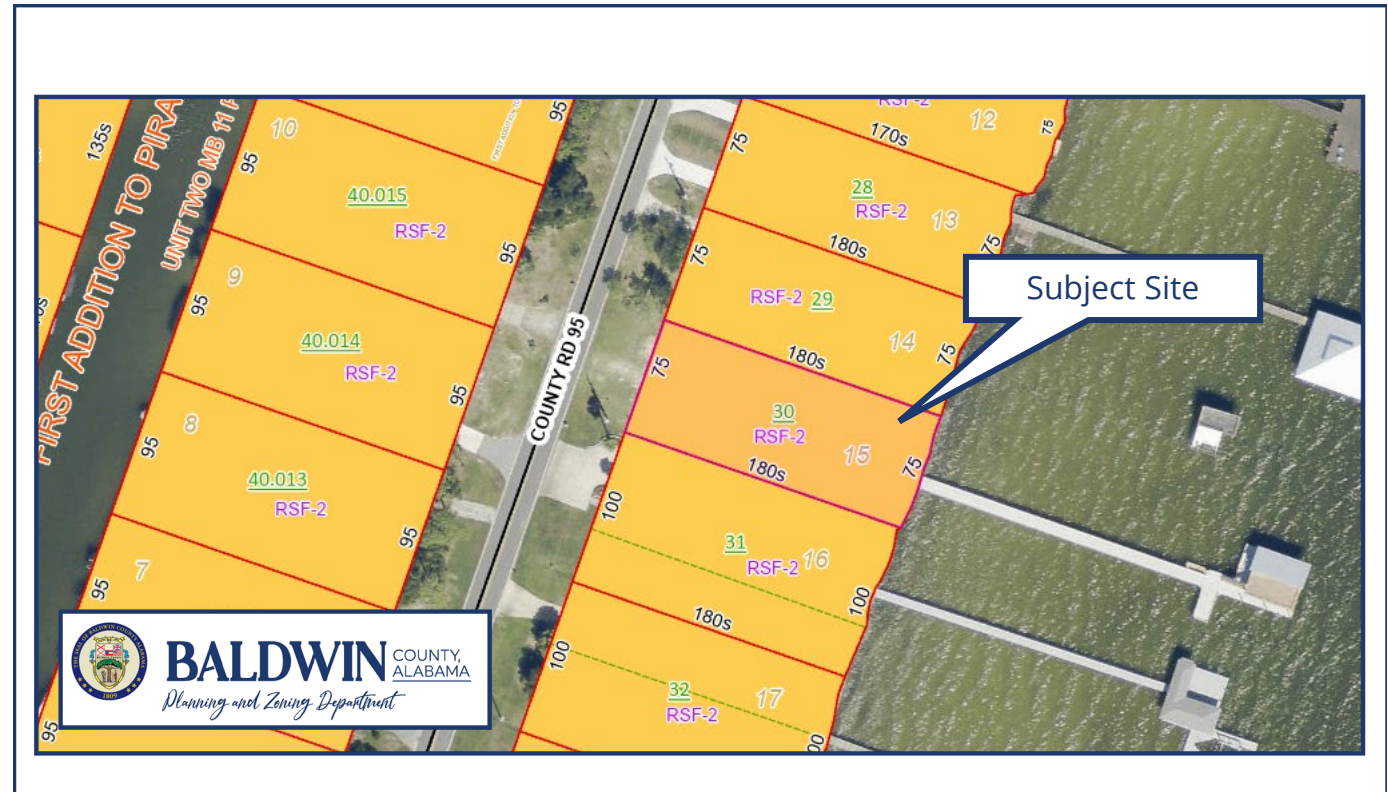 Subject Site
FIRST ADDITION TO PIRA
UNIT TWO MB 11 P
135s
10
95
95
40.015
RSF-2
95
9
95
40.014
RSF-2
95
8
95
40.013
RSF-2
95
7
95
95
COUNTY RD 95
RSF-2
12
75
170s
75
28
RSF-2
13
180s
75
75
RSF-2 29
14
180s
75
75
30
RSF-2
15
180s
75
100
31
RSF-2
16
180s
100
100
32
RSF-2
17
BALDWIN COUNTY,
ALABAMA
Planning and Zoning Department
1809